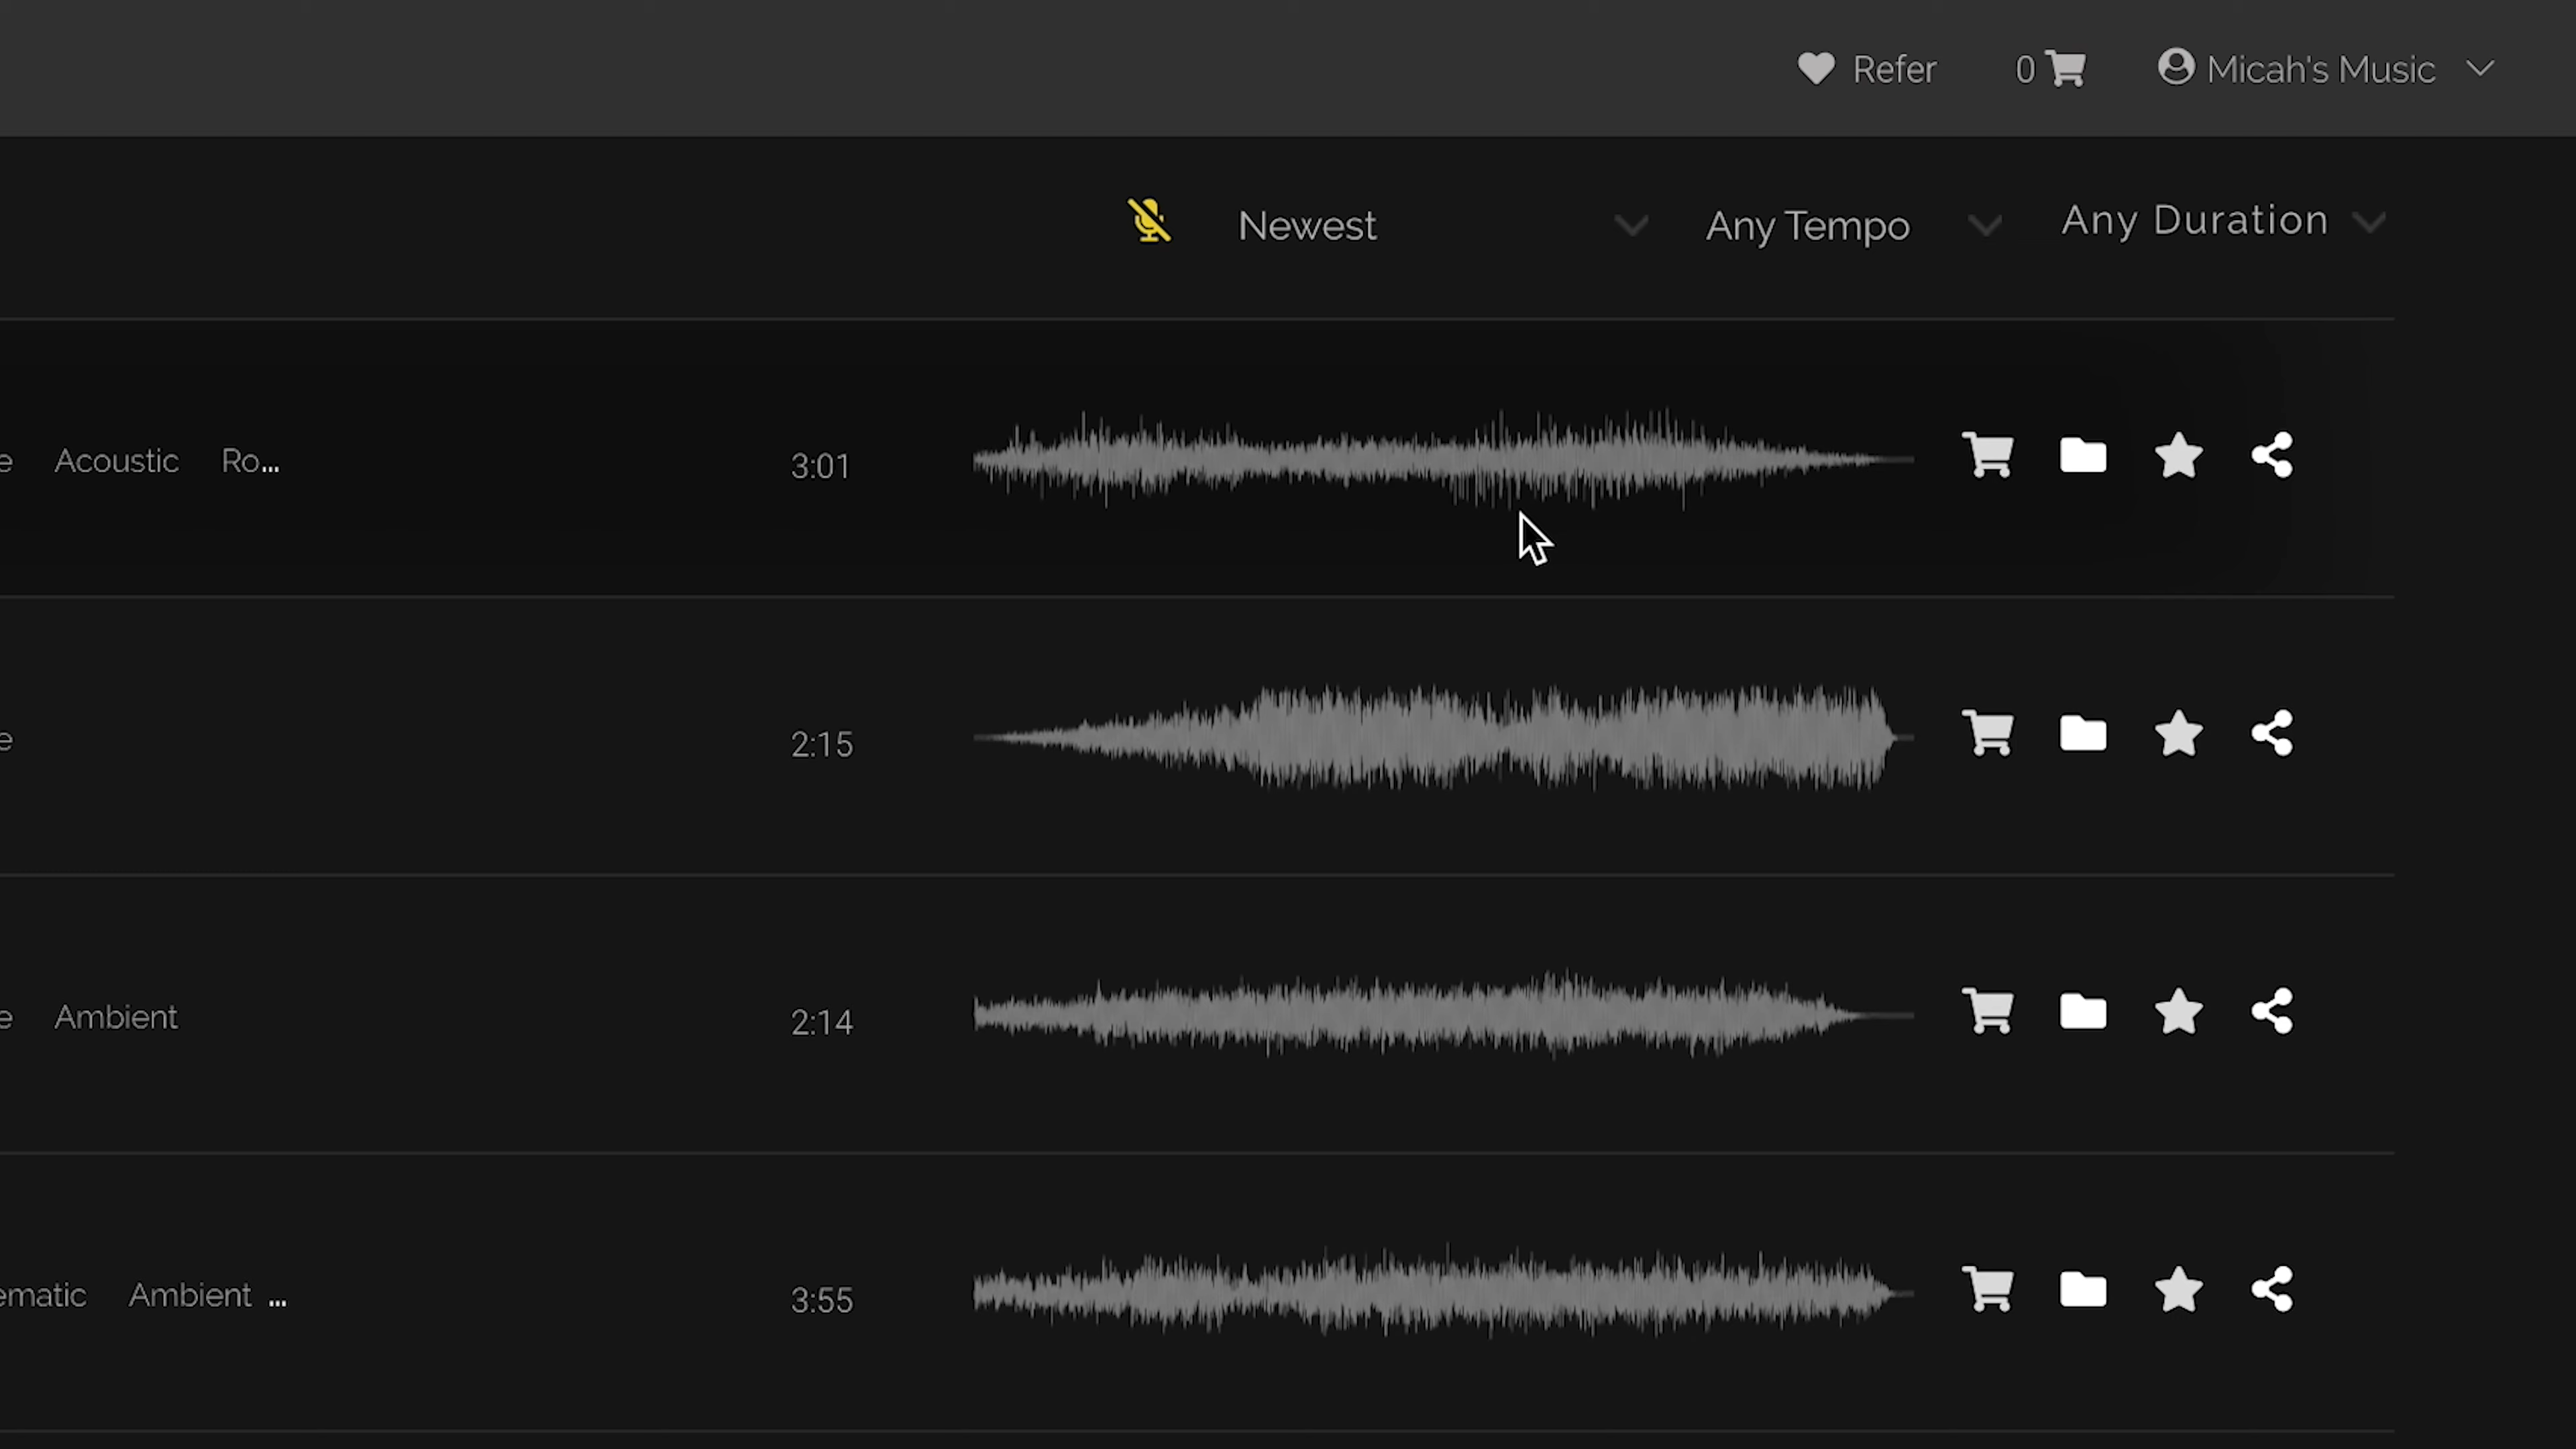 Refer 0 Micah's Music
Newest Any Tempo Any Duration
e Acoustic Ro... 3:01
e 2:15
e Ambient 2:14
ematic Ambient ... 3:55